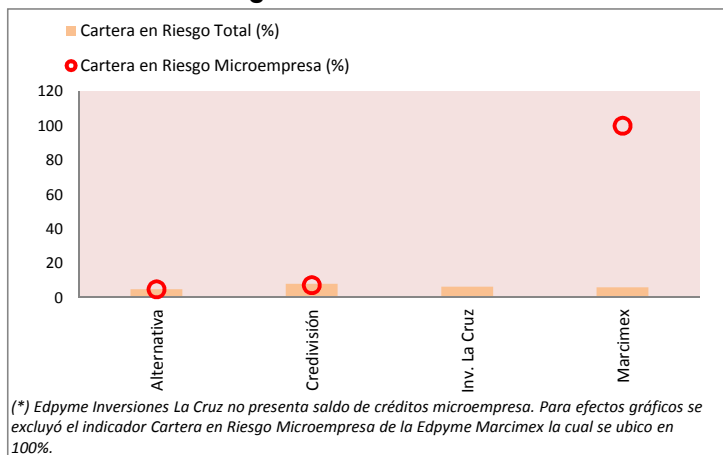 Cartera en Riesgo Total (%)
Cartera en Riesgo Microempresa (%)
120
100
80
60
40
20
0
Alternativa
Credivisión
Inv. La Cruz
Marcimex
(*) Edpyme Inversiones La Cruz no presenta saldo de créditos microempresa. Para efectos gráficos se
excluyó el indicador Cartera en Riesgo Microempresa de la Edpyme Marcimex la cual se ubico en
100%.